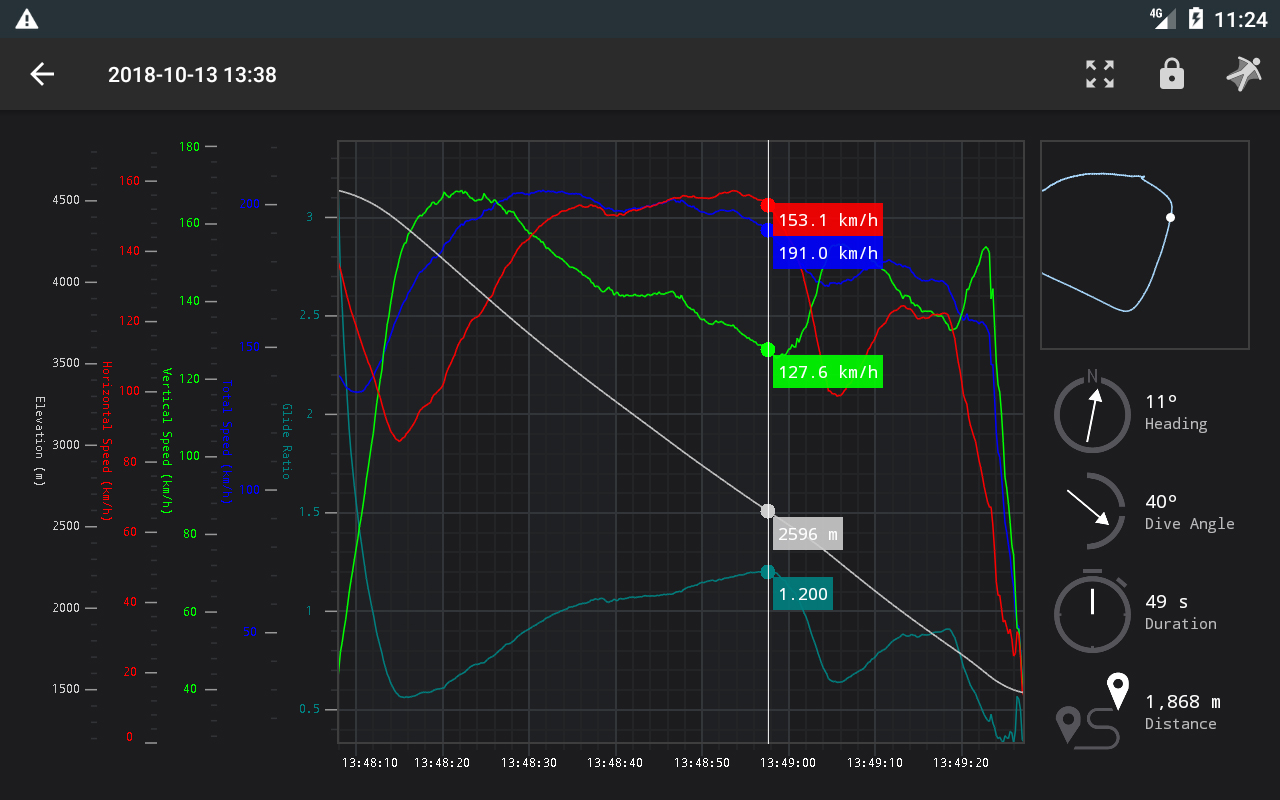 4G 11:24
2018-10-13 13:38
Elevation (m)
4500
4000
3500
3000
2500
2000
1500
Horizontal Speed (km/h)
160
140
120
100
80
60
40
20
0
Vertical Speed (km/h)
180
160
140
120
100
80
60
40
Total Speed (km/h)
200
150
100
50
Glide Ratio
3
2.5
2
1.5
1
0.5
153.1 km/h
191.0 km/h
127.6 km/h
2596 m
1.200
13:48:10 13:48:20 13:48:30 13:48:40 13:48:50 13:49:00 13:49:10 13:49:20
N
11°
Heading
40°
Dive Angle
49 s
Duration
1,868 m
Distance